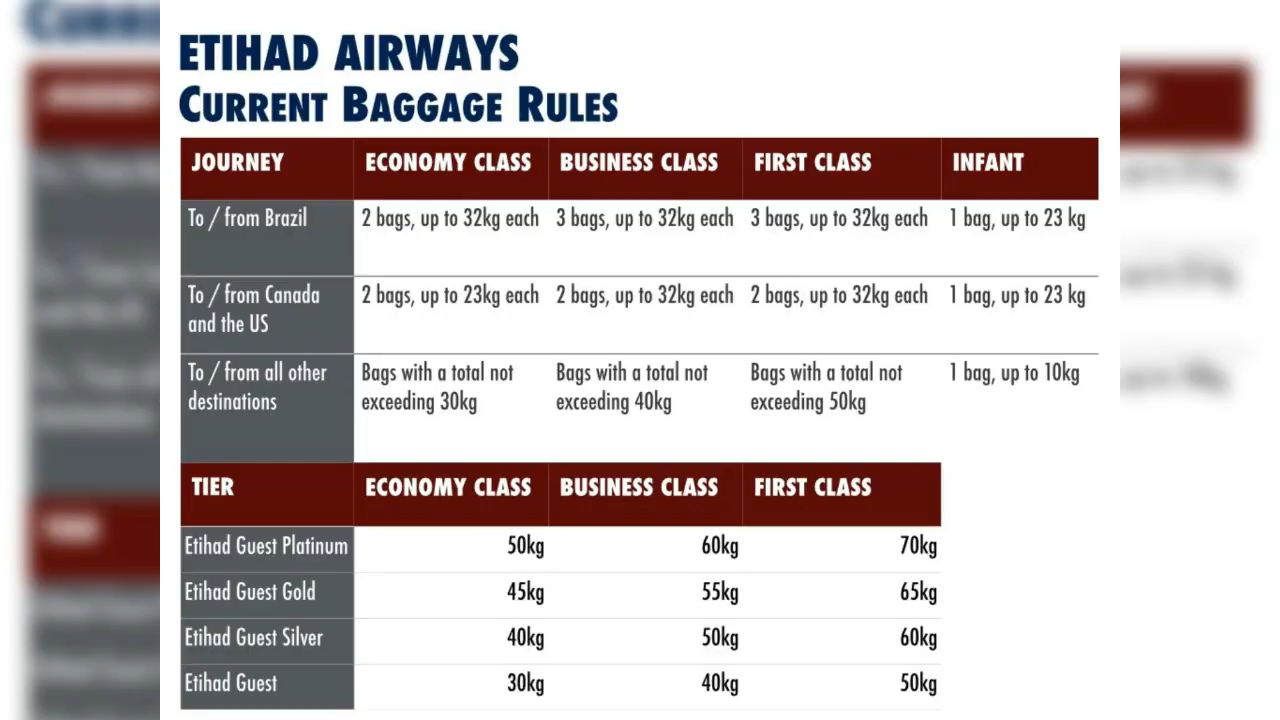 ETIHAD AIRWAYS
CURRENT BAGGAGE RULES
JOURNEY ECONOMY CLASS BUSINESS CLASS FIRST CLASS INFANT
To / from Brazil 2 bags, up to 32kg each 3 bags, up to 32kg each 3 bags, up to 32kg each 1 bag, up to 23 kg
To / from Canada 2 bags, up to 23kg each 2 bags, up to 32kg each 2 bags, up to 32kg each 1 bag, up to 23 kg
and the US
To / from all other Bags with a total not Bags with a total not Bags with a total not 1 bag, up to 10kg
destinations exceeding 30kg exceeding 40kg exceeding 50kg
TIER ECONOMY CLASS BUSINESS CLASS FIRST CLASS
Etihad Guest Platinum 50kg 60kg 70kg
Etihad Guest Gold 45kg 55kg 65kg
Etihad Guest Silver 40kg 50kg 60kg
Etihad Guest 30kg 40kg 50kg